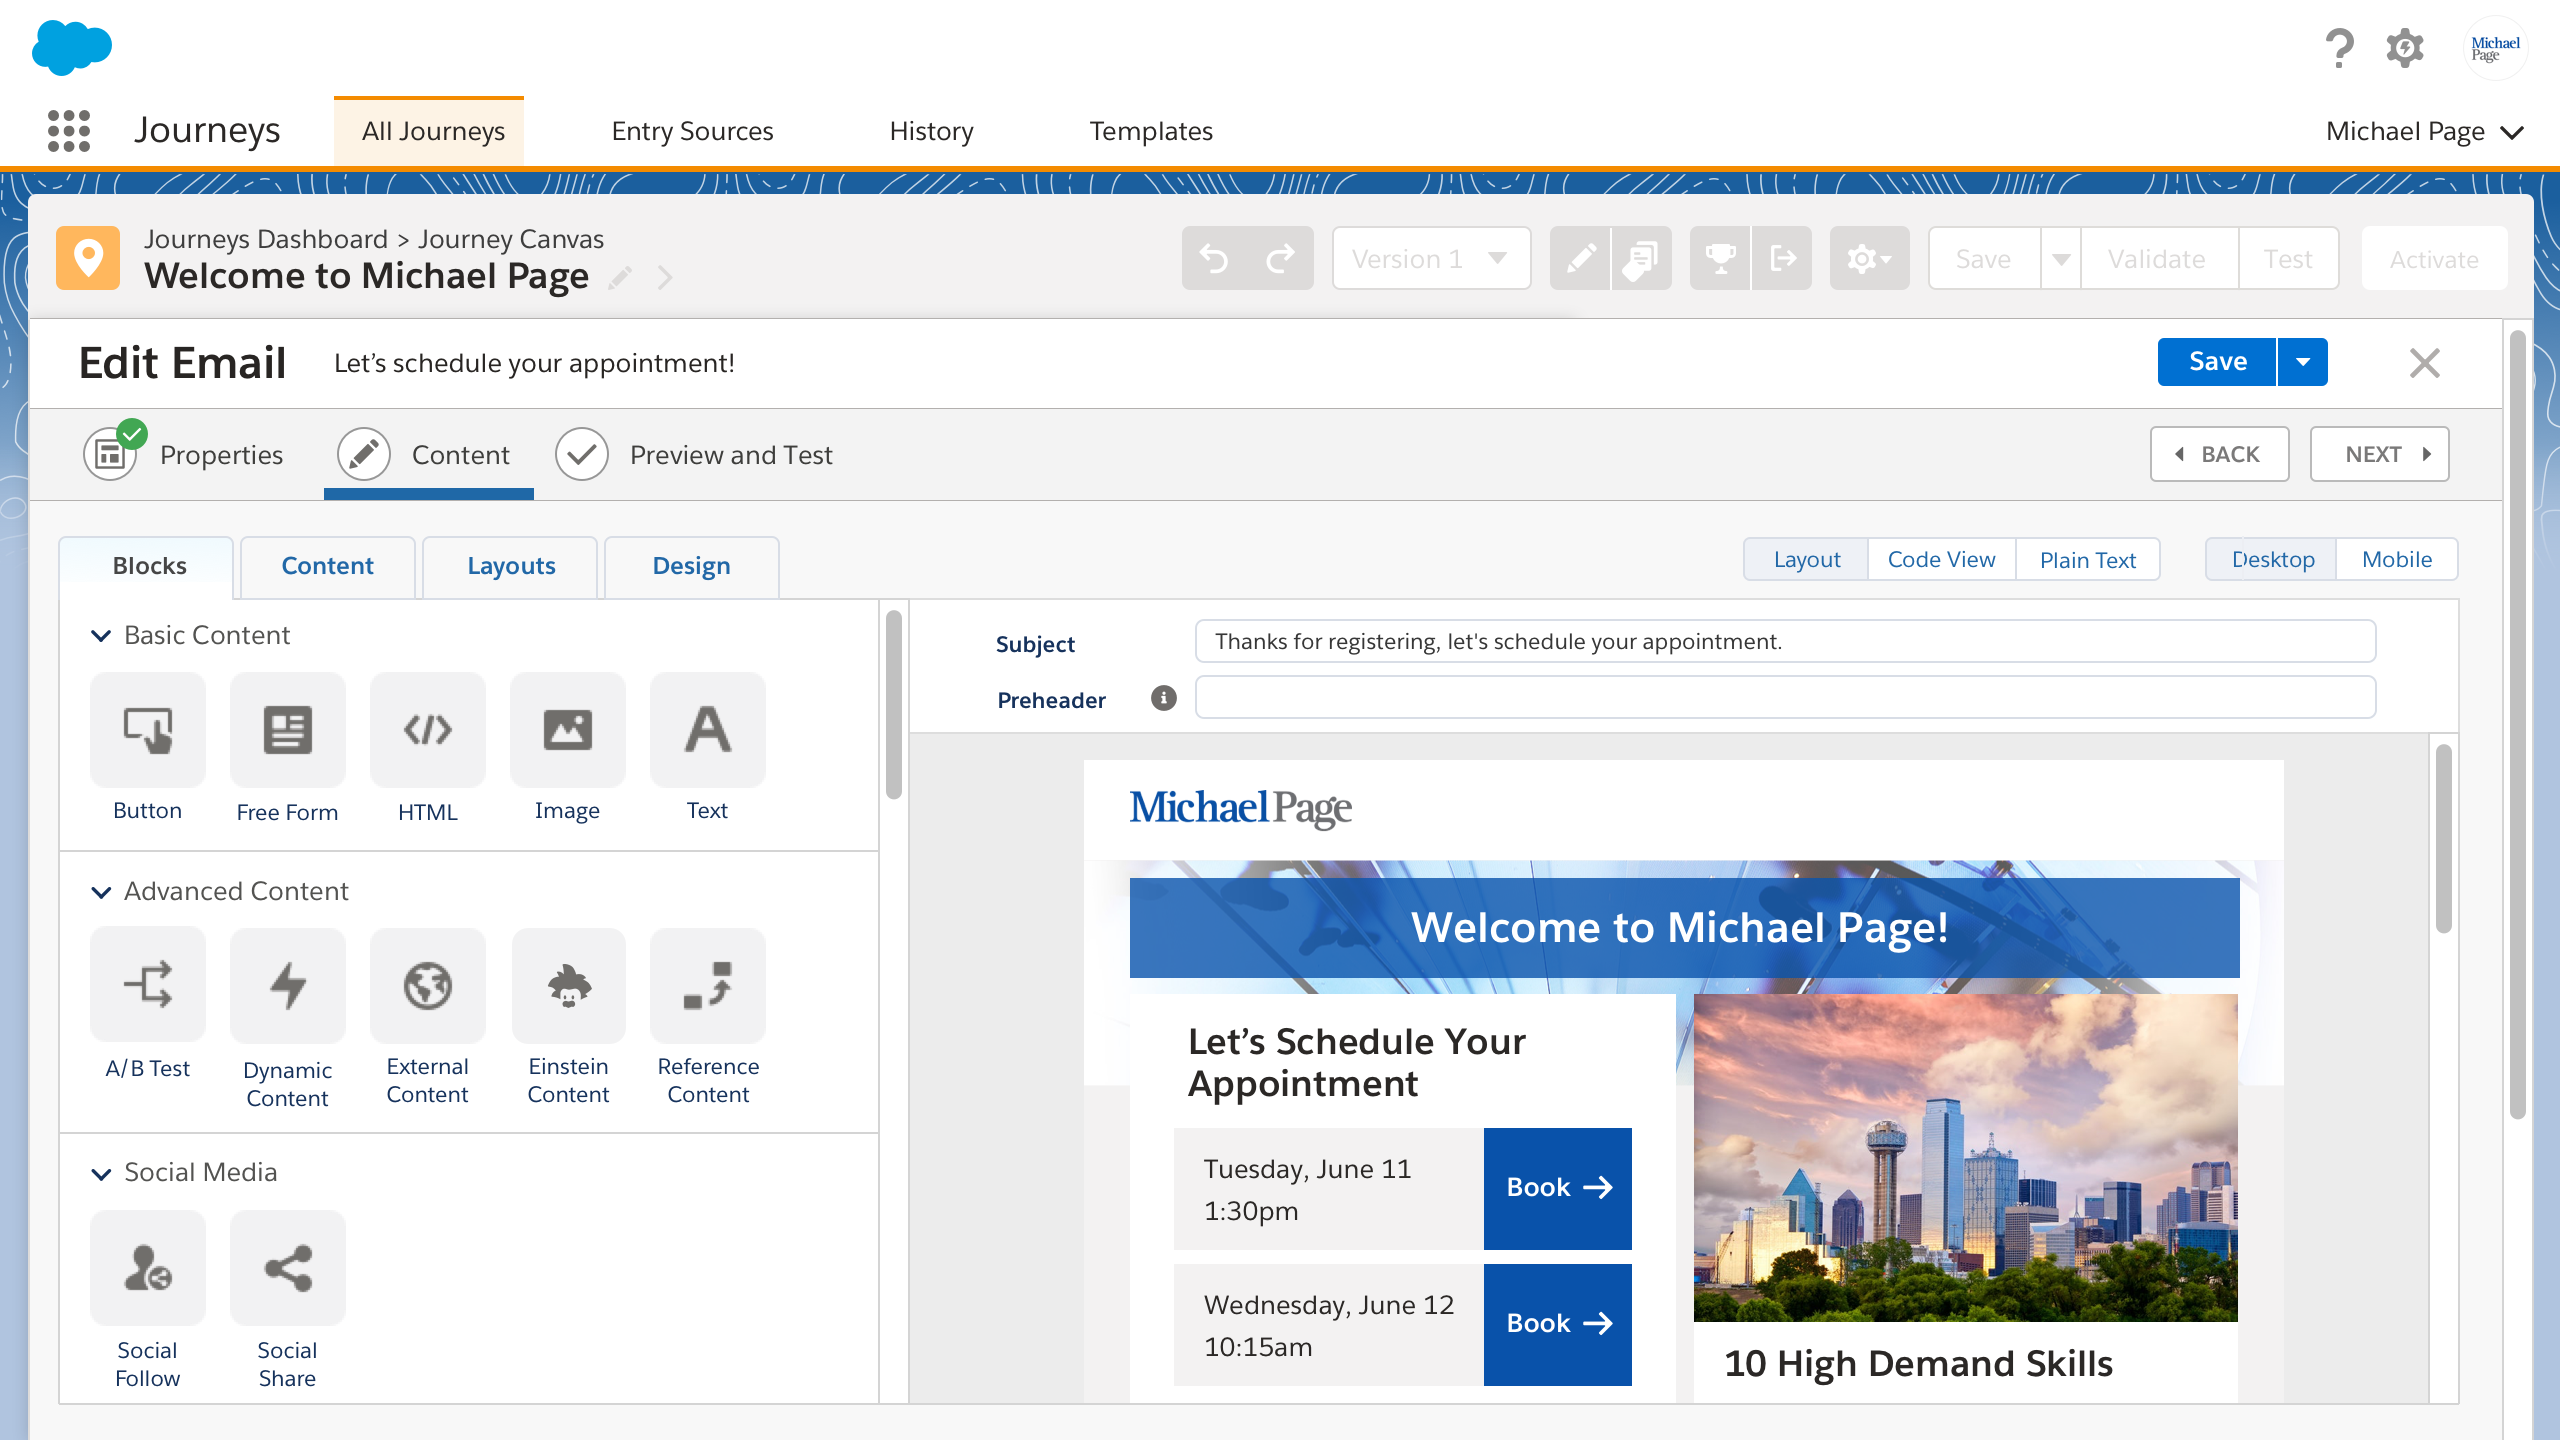 Michael
Page
Journeys
All Journeys
Entry Sources
History
Templates
Michael Page
Journeys Dashboard > Journey Canvas
Welcome to Michael Page
Version 1
Save
Validate
Test
Activate
Edit Email
Let’s schedule your appointment!
Save
Properties
Content
Preview and Test
BACK
NEXT
Blocks
Content
Layouts
Design
Layout
Code View
Plain Text
Desktop
Mobile
Basic Content
Button
Free Form
HTML
Image
Text
Advanced Content
A/B Test
Dynamic
Content
External
Content
Einstein
Content
Reference
Content
Social Media
Social
Follow
Social
Share
Subject
Thanks for registering, let's schedule your appointment.
Preheader
MichaelPage
Welcome to Michael Page!
Let’s Schedule Your
Appointment
Tuesday, June 11
1:30pm
Book
Wednesday, June 12
10:15am
Book
10 High Demand Skills